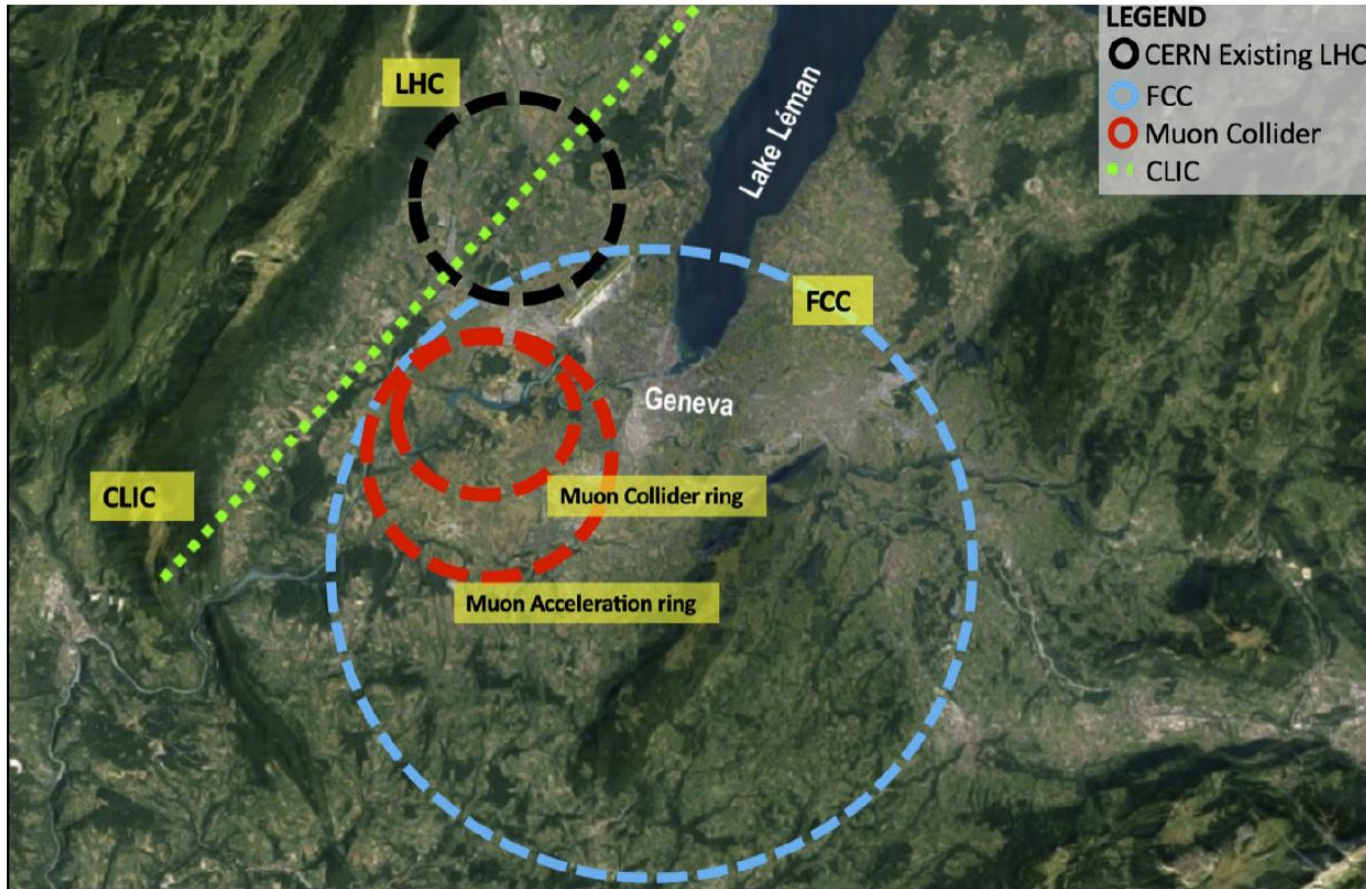 LEGEND
CERN Existing LHC
FCC
Muon Collider
CLIC
LHC
Lake Léman
FCC
Geneva
CLIC
Muon Collider ring
Muon Acceleration ring